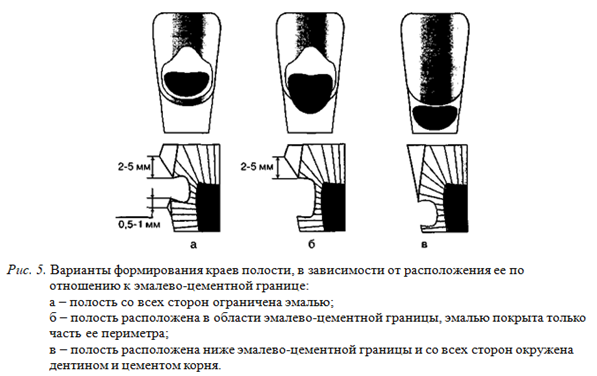 2-5 мм
2-5 мм
0,5-1 мм
а
б
в
Рис. 5. Варианты формирования краев полости, в зависимости от расположения ее по
отношению к эмалево-цементной границе:
а – полость со всех сторон ограничена эмалью;
б – полость расположена в области эмалево-цементной границы, эмалью покрыта только
часть ее периметра;
в – полость расположена ниже эмалево-цементной границы и со всех сторон окружена
дентином и цементом корня.